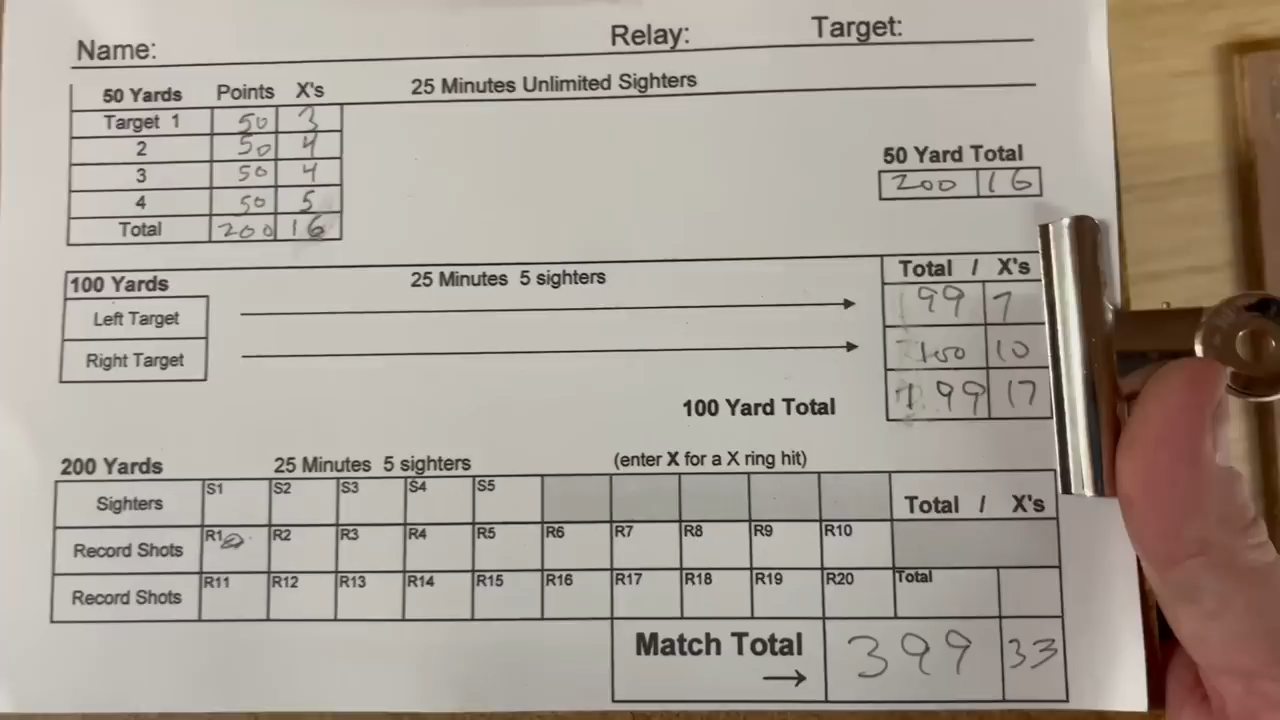 Name: Relay: Target:
50 Yards Points X's 25 Minutes Unlimited Sighters
Target 1 50 3
2 50 4
3 50 4
4 50 5
Total 200 16
50 Yard Total
200 16
100 Yards 25 Minutes 5 sighters Total / X's
Left Target 99 7
Right Target 100 10
100 Yard Total 199 17
200 Yards 25 Minutes 5 sighters (enter X for a X ring hit)
Sighters S1 S2 S3 S4 S5 Total / X's
Record Shots R1 R2 R3 R4 R5 R6 R7 R8 R9 R10
Record Shots R11 R12 R13 R14 R15 R16 R17 R18 R19 R20 Total
Match Total 399 33